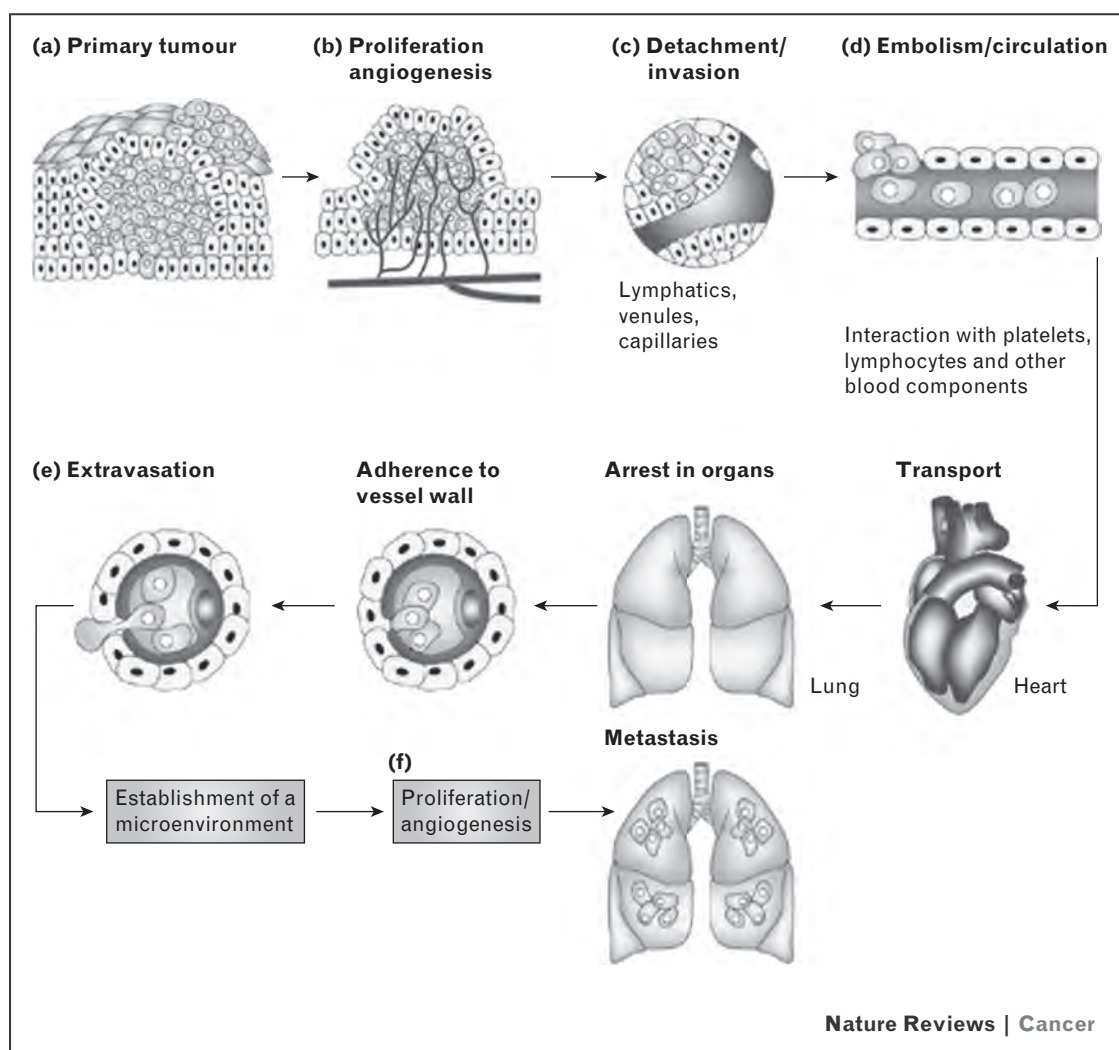 (a) Primary tumour
(b) Proliferation
angiogenesis
(c) Detachment/
invasion
(d) Embolism/circulation
Lymphatics,
venules,
capillaries
Interaction with platelets,
lymphocytes and other
blood components
(e) Extravasation
Adherence to
vessel wall
Arrest in organs
Transport
Lung
Heart
Metastasis
(f)
Establishment of a
microenvironment
Proliferation/
angiogenesis
Nature Reviews | Cancer